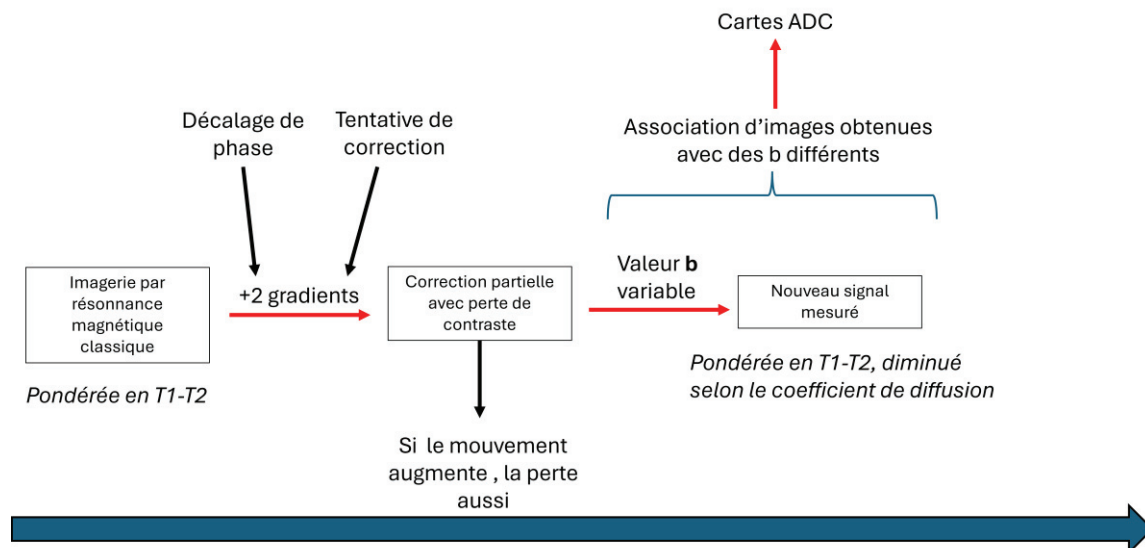 Cartes ADC
Décalage de
phase
Tentative de
correction
Association d'images obtenues
avec des b différents
Imagerie par
résonnance
magnétique
classique
+2 gradients
Correction partielle
avec perte de
contraste
Valeur b
variable
Nouveau signal
mesuré
Pondérée en T1-T2
Pondérée en T1-T2, diminué
selon le coefficient de diffusion
Si le mouvement
augmente , la perte
aussi